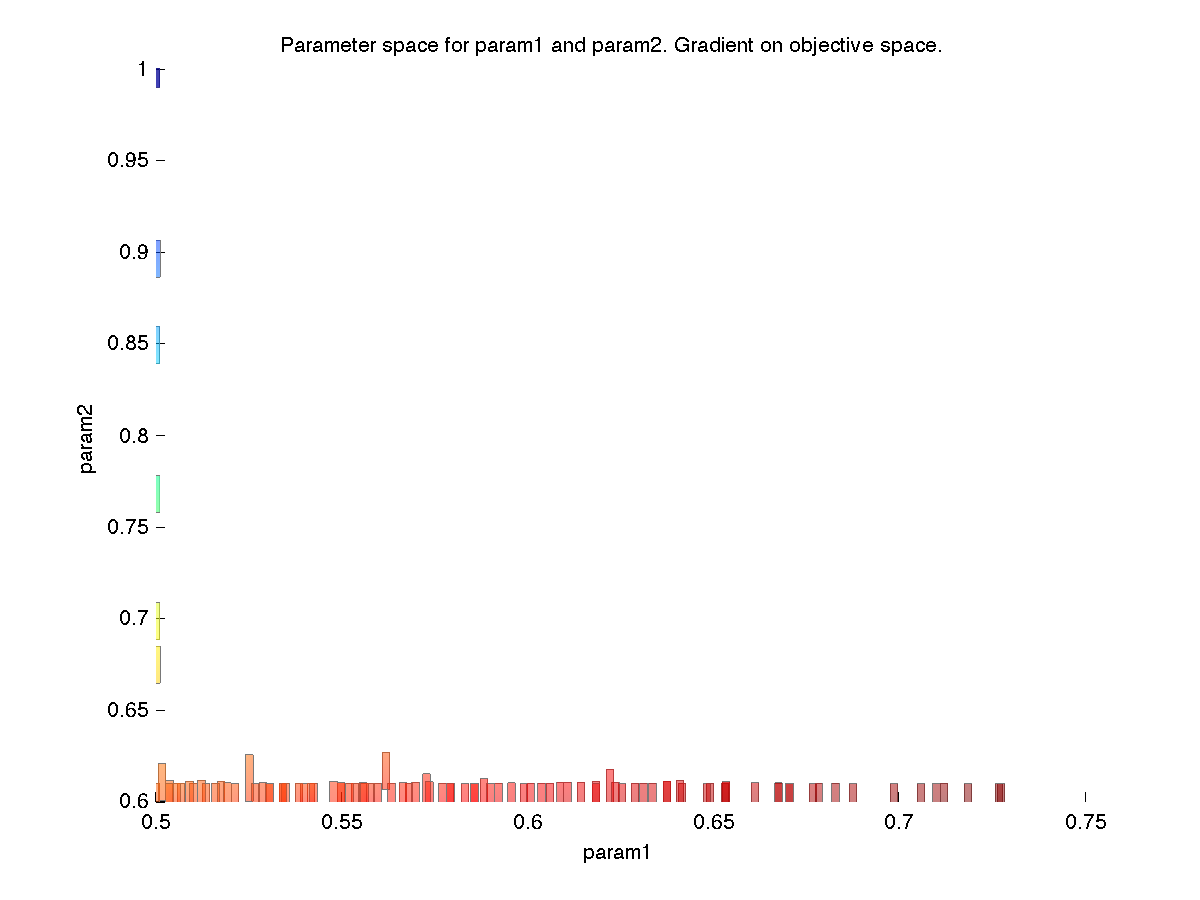 Parameter space for param1 and param2. Gradient on objective space.
1
0.95
0.9
0.85
0.8
0.75
0.7
0.65
0.6
param2
0.5 0.55 0.6 0.65 0.7 0.75
param1